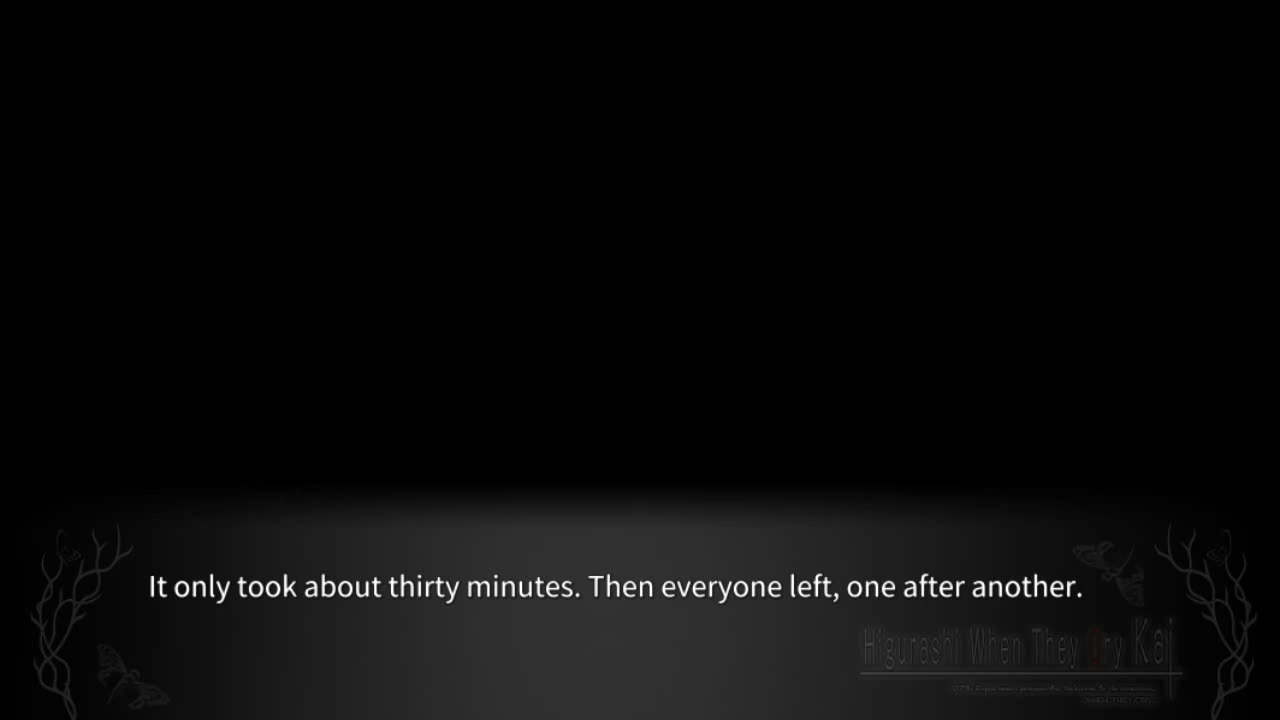 It only took about thirty minutes. Then everyone left, one after another.
Higurashi When They Cry Kai